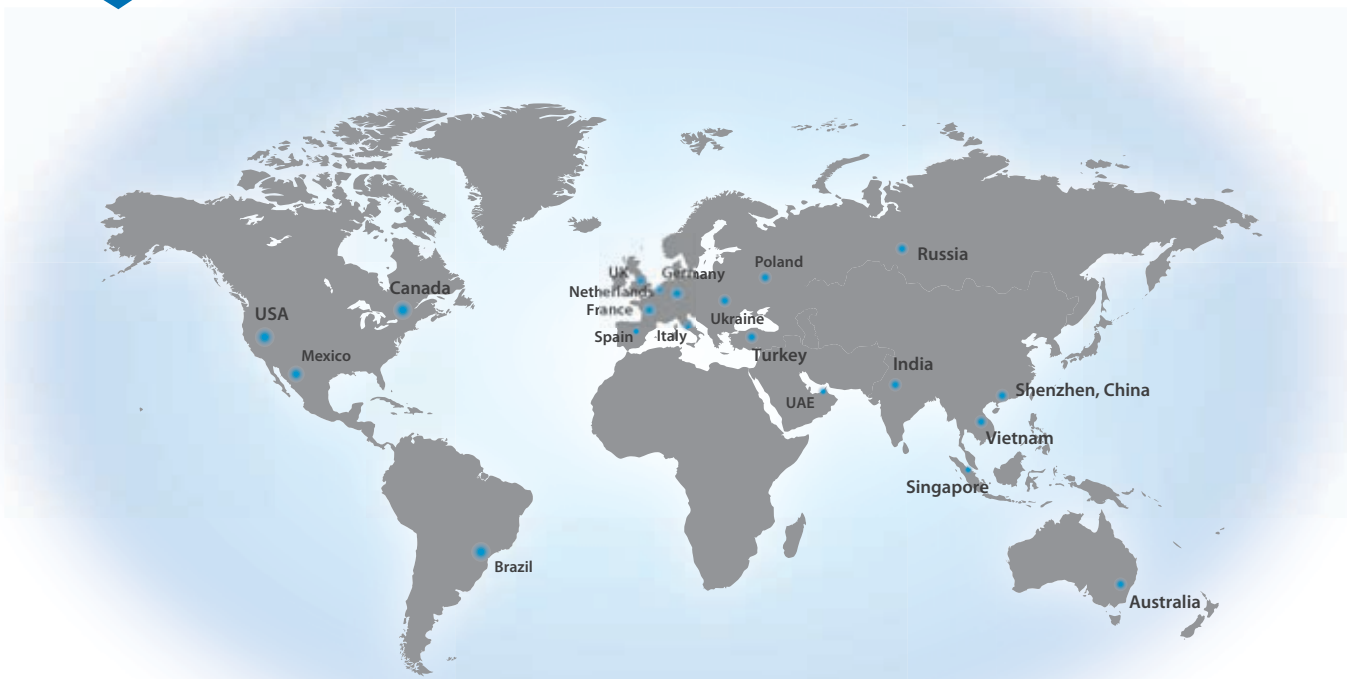 Russia
Poland
UK
Germany
Canada
Netherlands
France
USA
Ukraine
Spain
Italy
Mexico
Turkey
India
Shenzhen, China
UAE
Vietnam
Singapore
Brazil
Australia